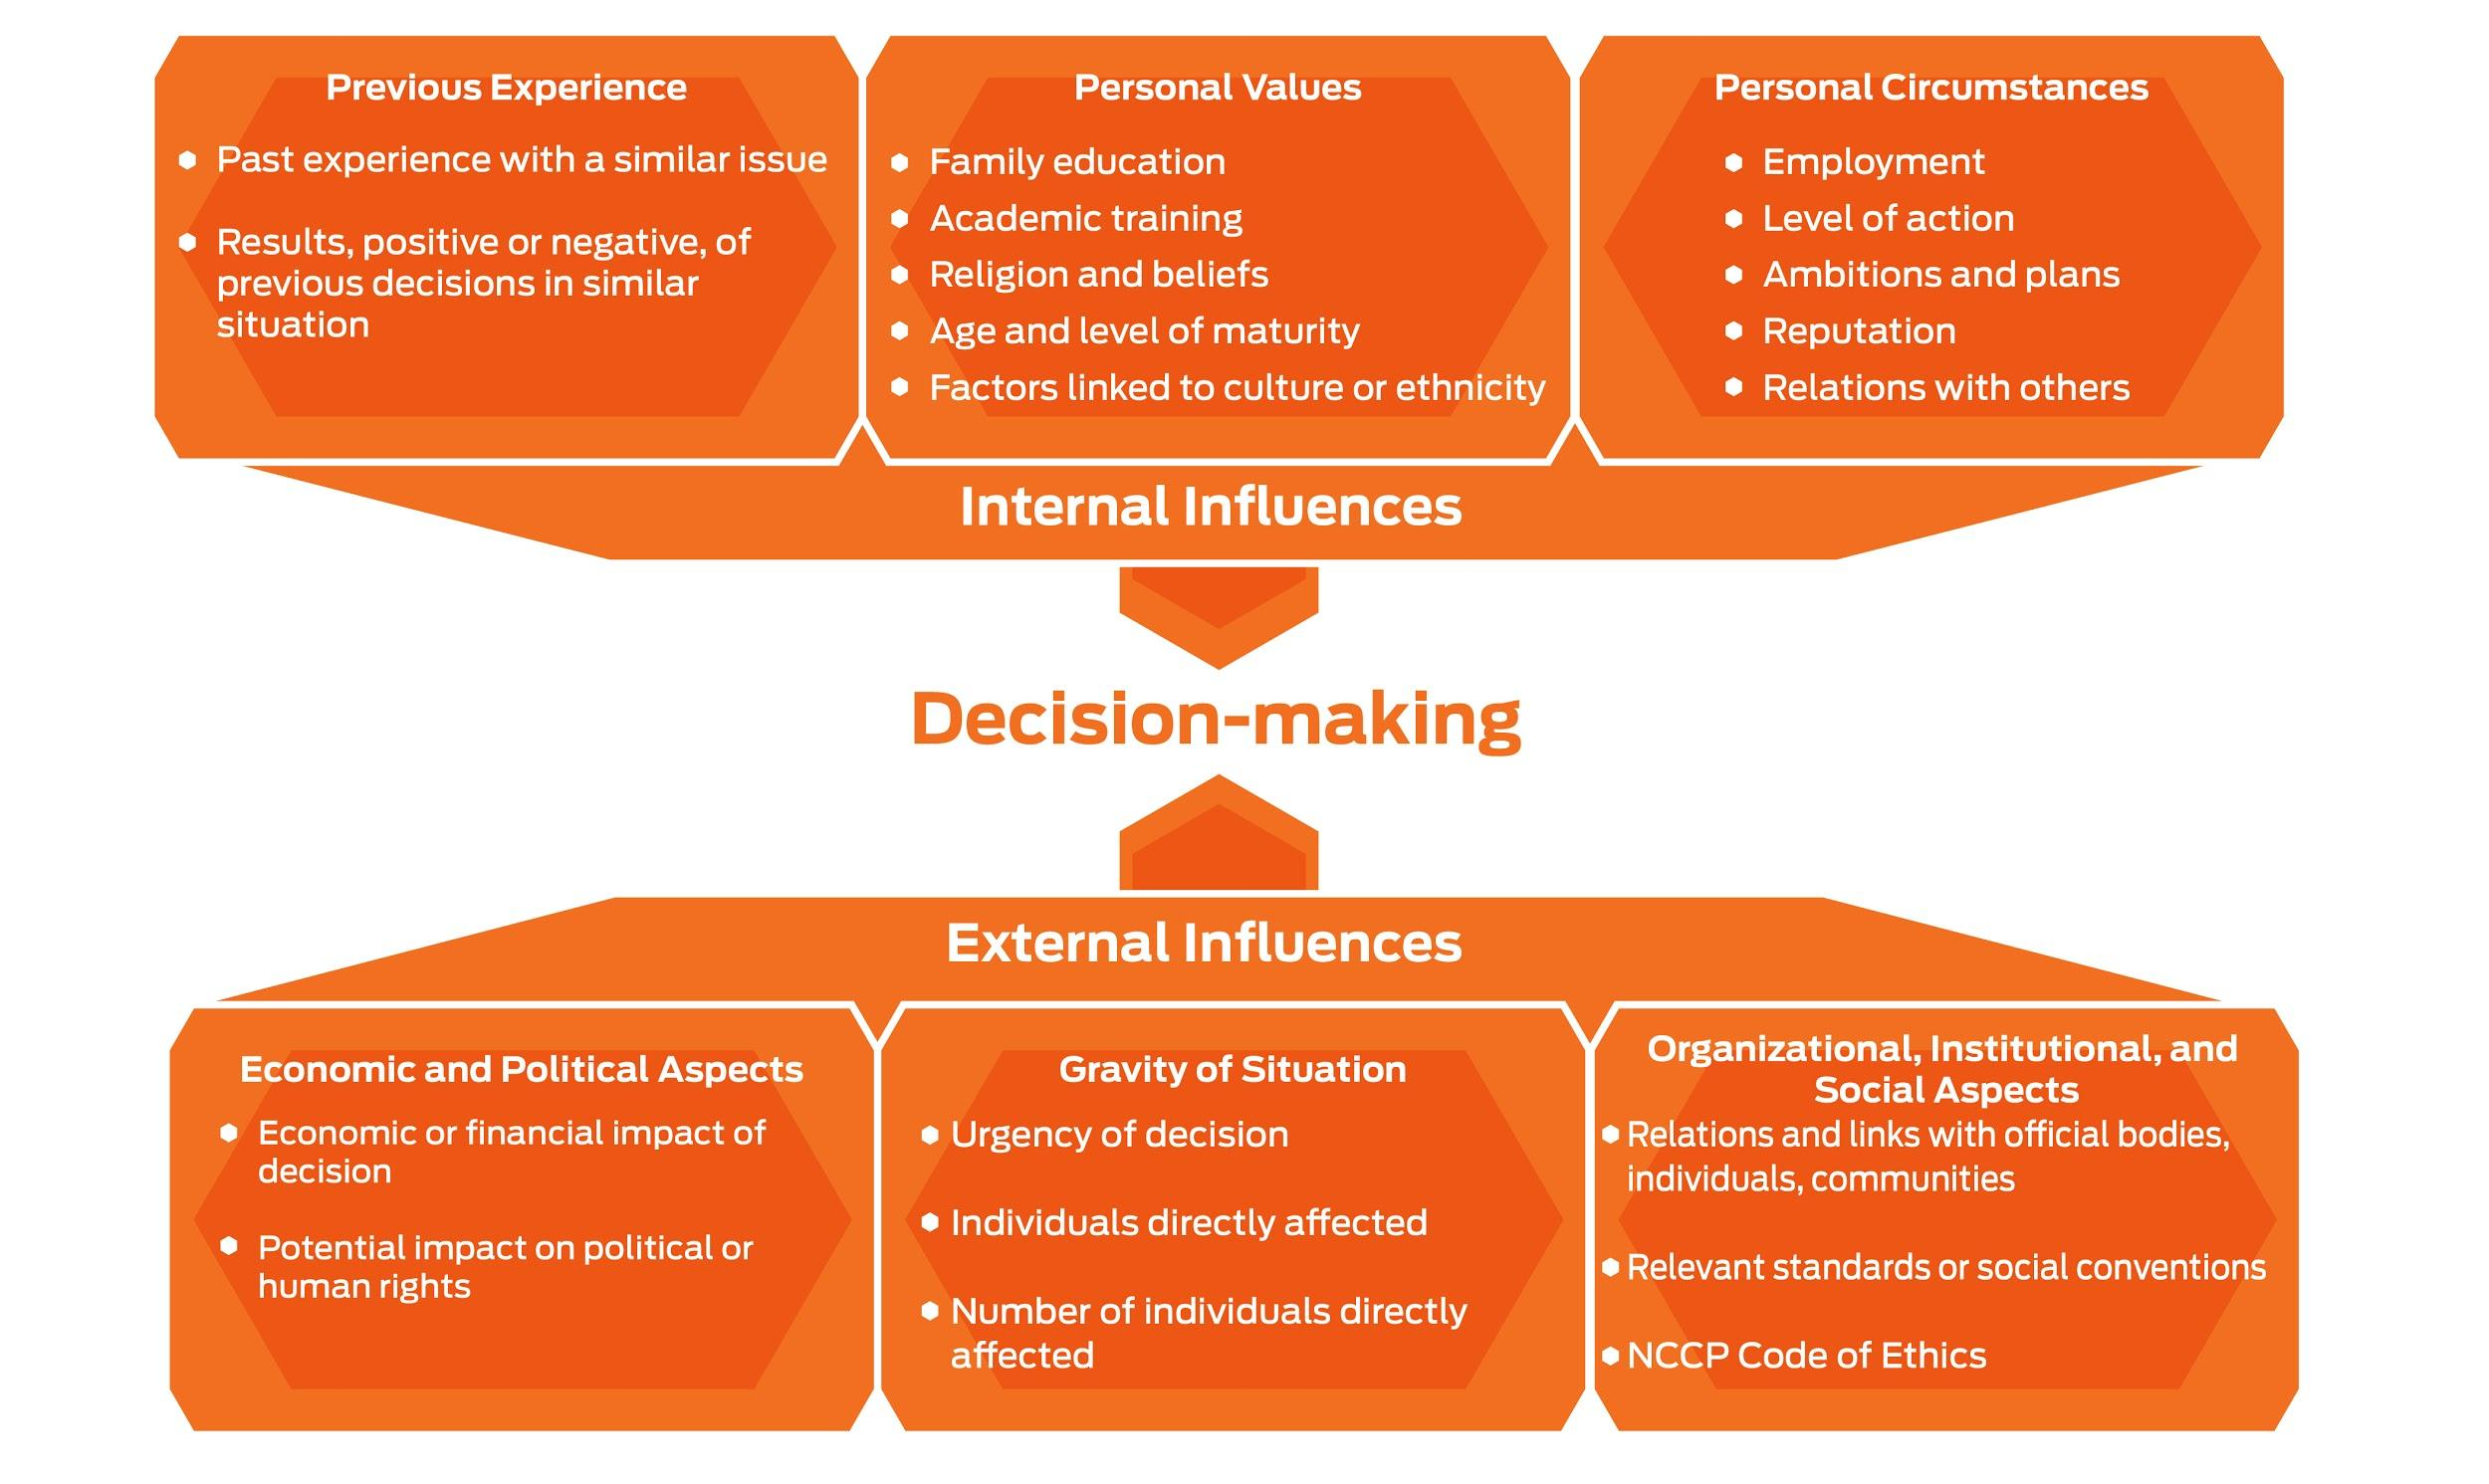 Previous Experience
Past experience with a similar issue
Results, positive or negative, of
previous decisions in similar
situation
Personal Values
Family education
Academic training
Religion and beliefs
Age and level of maturity
Factors linked to culture or ethnicity
Personal Circumstances
Employment
Level of action
Ambitions and plans
Reputation
Relations with others
Internal Influences
Decision-making
External Influences
Economic and Political Aspects
Economic or financial impact of
decision
Potential impact on political or
human rights
Gravity of Situation
Urgency of decision
Individuals directly affected
Number of individuals directly
affected
Organizational, Institutional, and
Social Aspects
Relations and links with official bodies,
individuals, communities
Relevant standards or social conventions
NCCP Code of Ethics